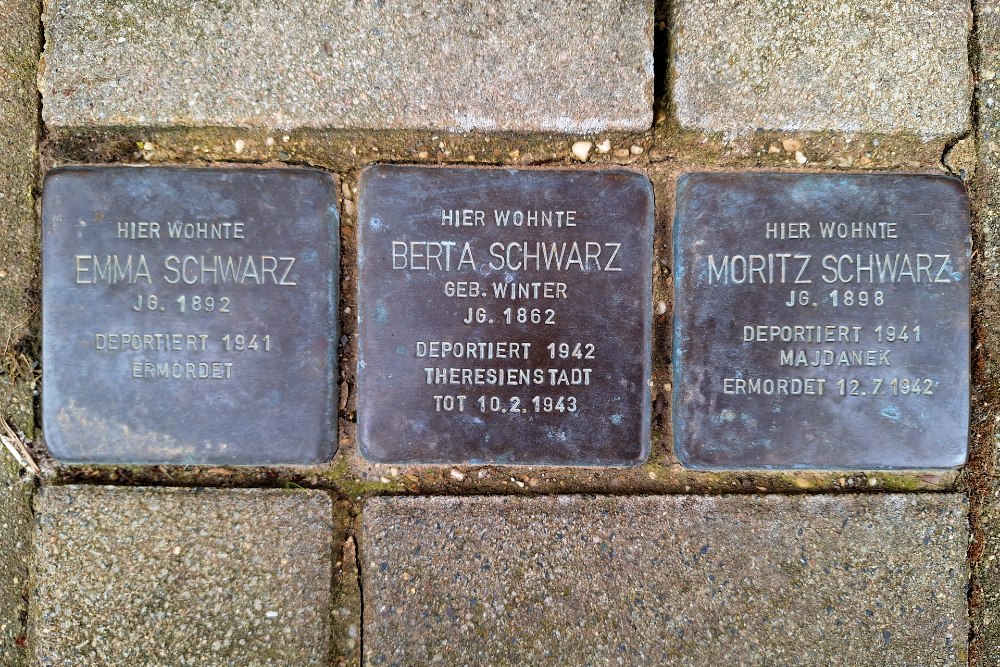 HIER WOHNTE
EMMA SCHWARZ
JG. 1892
DEPORTIERT 1941
ERMORDET
HIER WOHNTE
BERTA SCHWARZ
GEB. WINTER
JG. 1862
DEPORTIERT 1942
THERESIENSTADT
TOT 10.2.1943
HIER WOHNTE
MORITZ SCHWARZ
JG. 1898
DEPORTIERT 1941
MAJDANEK
ERMORDET 12.7.1942